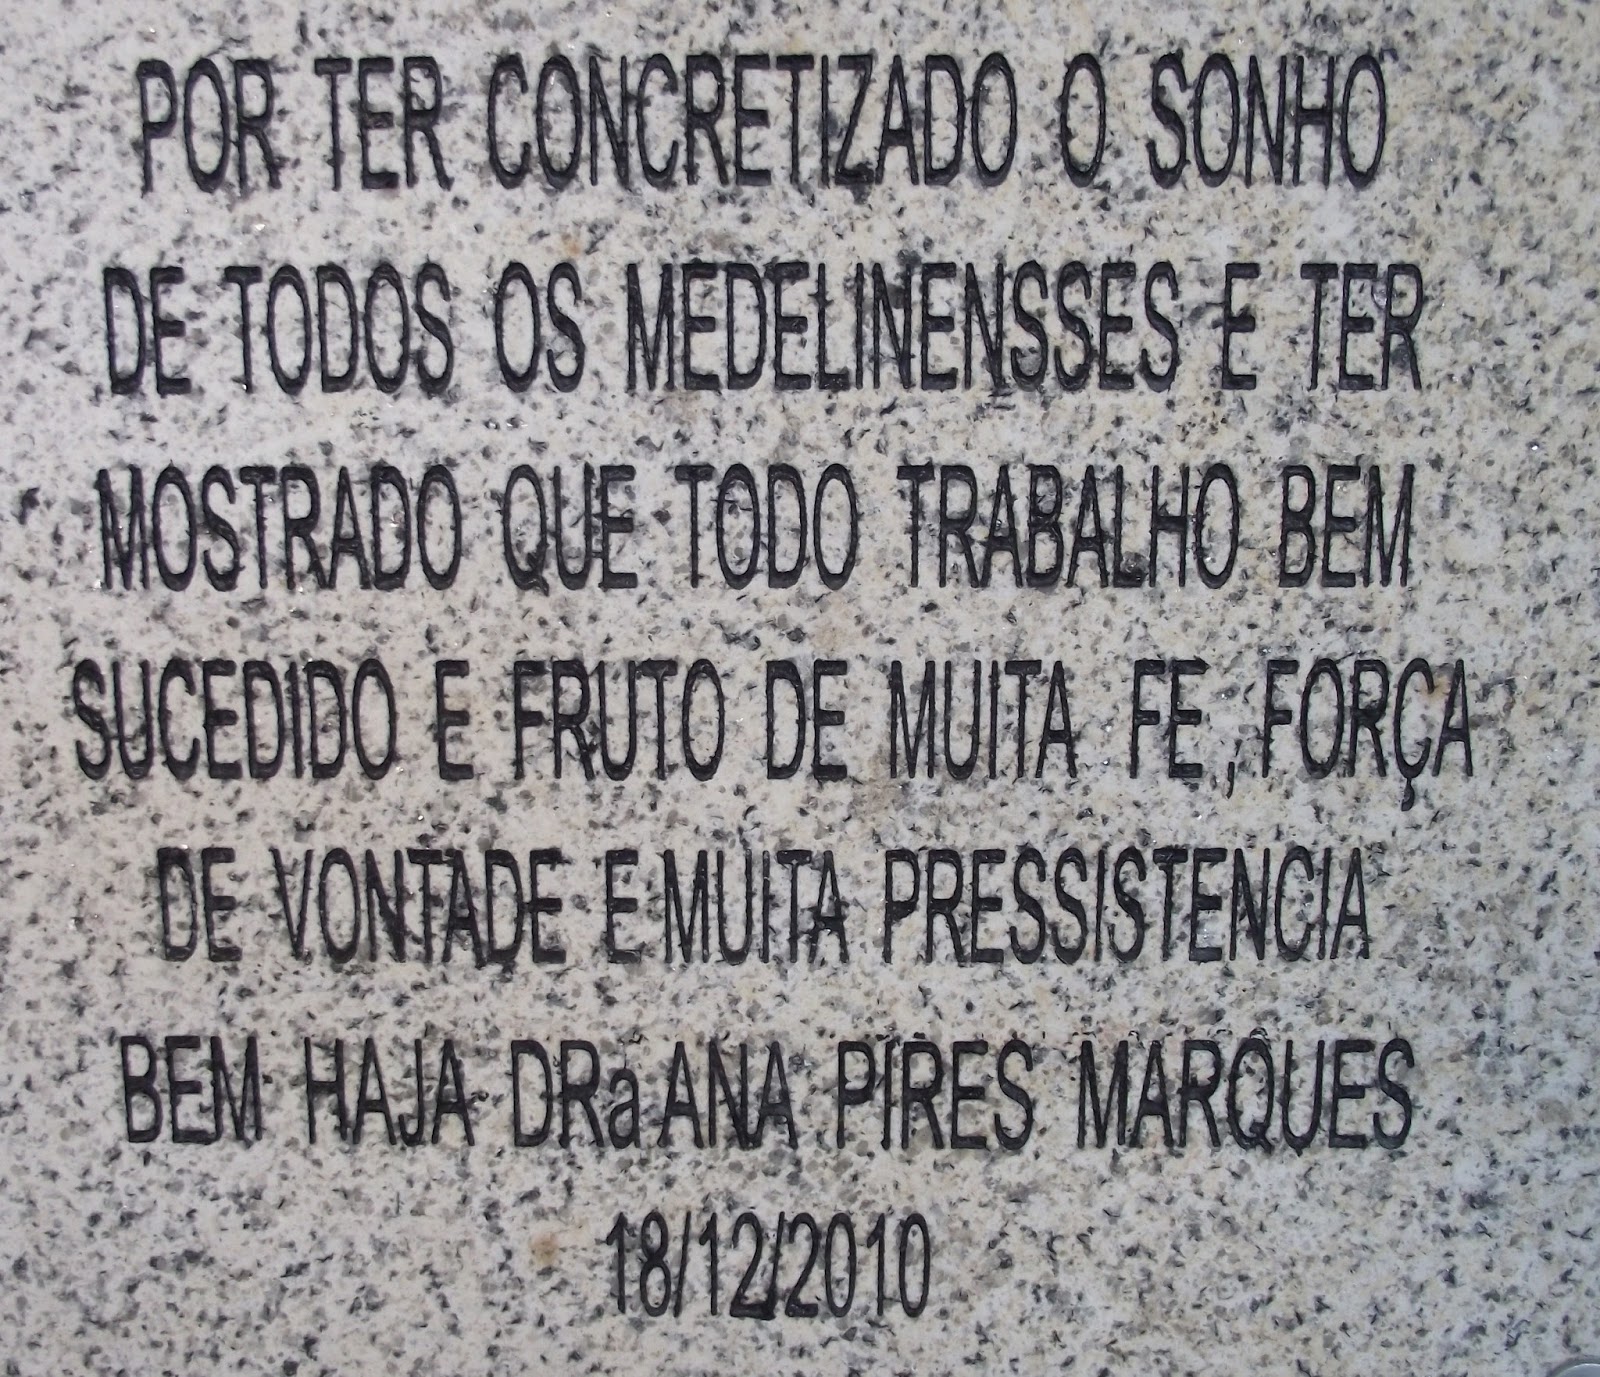 POR TER CONCRETIZADO O SONHO
DE TODOS OS MEDELINENSSES E TER
MOSTRADO QUE TODO TRABALHO BEM
SUCEDIDO E FRUTO DE MUITA FE, FORÇA
DE VONTADE E MUITA PRESSISTENCIA
BEM HAJA DRa ANA PIRES MARQUES
18/12/2010